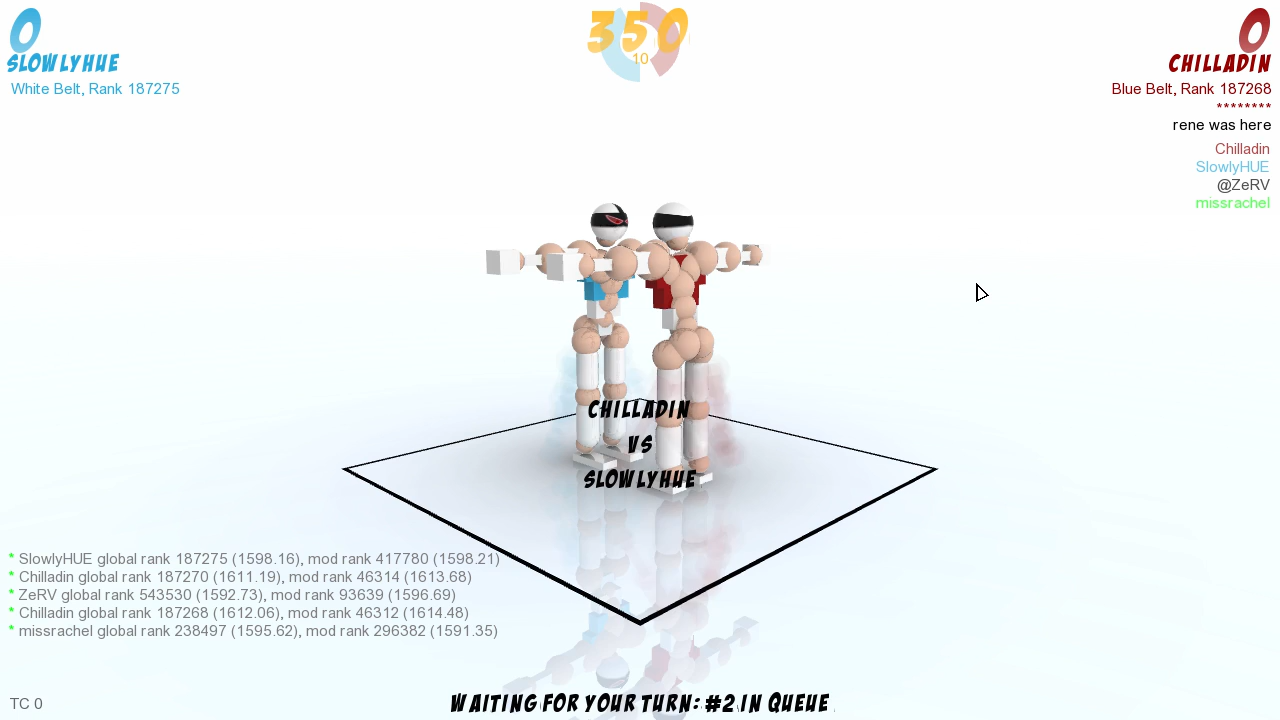 0
SLOWLYHUE
White Belt, Rank 187275
350
10
0
CHILLADIN
Blue Belt, Rank 187268
********
rene was here
Chilladin
SlowlyHUE
@ZeRV
missrachel
CHILLADIN
VS
SLOWLYHUE
* SlowlyHUE global rank 187275 (1598.16), mod rank 417780 (1598.21)
* Chilladin global rank 187270 (1611.19), mod rank 46314 (1613.68)
* ZeRV global rank 543530 (1592.73), mod rank 93639 (1596.69)
* Chilladin global rank 187268 (1612.06), mod rank 46312 (1614.48)
* missrachel global rank 238497 (1595.62), mod rank 296382 (1591.35)
TC 0
WAITING FOR YOUR TURN: #2 IN QUEUE